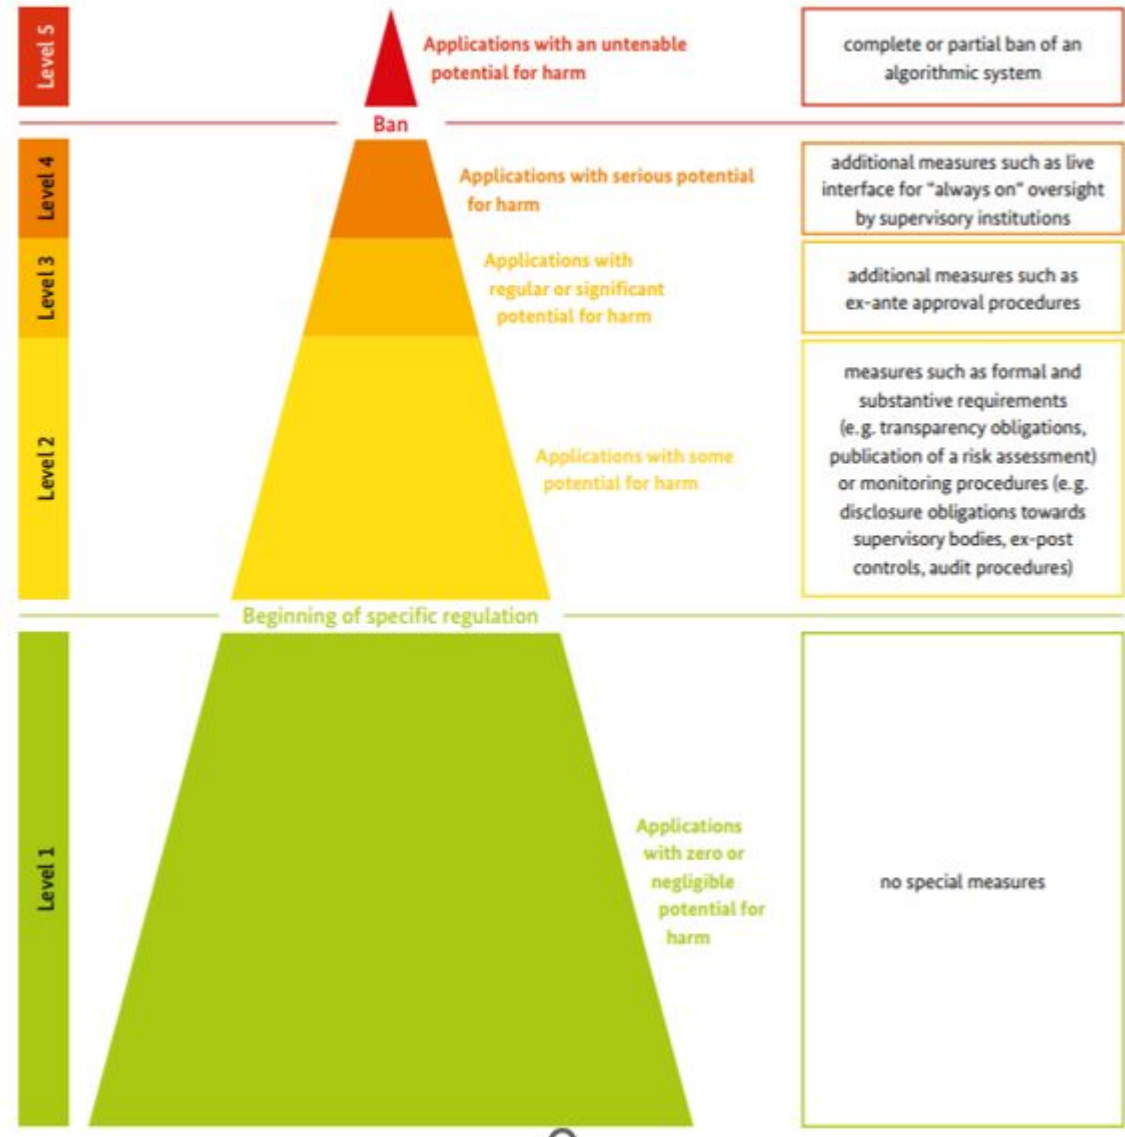 Level 5
Applications with an untenable
potential for harm
complete or partial ban of an
algorithmic system
Ban
Level 4
Applications with serious potential
for harm
additional measures such as live
interface for “always on“ oversight
by supervisory institutions
Level 3
Applications with
regular or significant
potential for harm
additional measures such as
ex-ante approval procedures
Level 2
Applications with some
potential for harm
measures such as formal and
substantive requirements
(e. g. transparency obligations,
publication of a risk assessment)
or monitoring procedures (e. g.
disclosure obligations towards
supervisory bodies, ex-post
controls, audit procedures)
Beginning of specific regulation
Level 1
Applications
with zero or
negligible
potential for
harm
no special measures